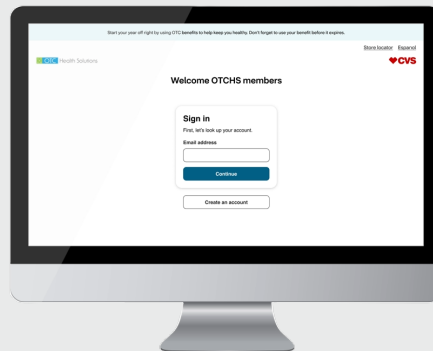 Start your year off right by using OTC benefits to help keep you healthy. Don't forget to use your benefit before it expires.
Store locator Espanol
OTC Health Solutions
CVS
Welcome OTCHS members
Sign in
First, let's look up your account.
Email address
Continue
Create an account